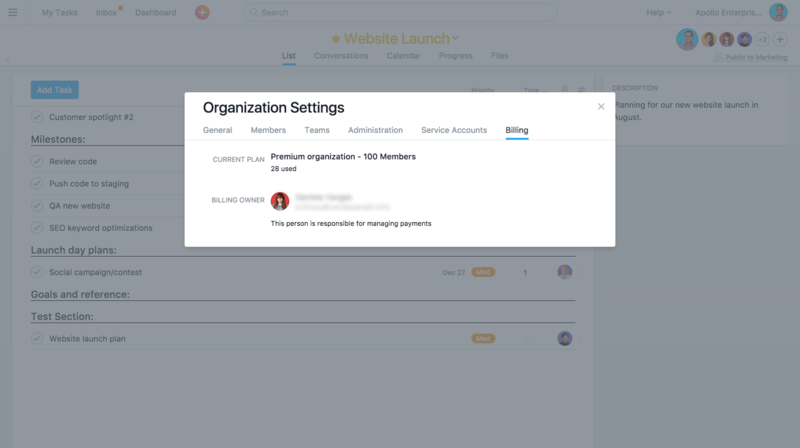 My Tasks Inbox Dashboard Search Help Apollo Enterpris...
Website Launch
List Conversations Calendar Progress Files
+2
Public to Marketing
Add Task
Priority Time...
DESCRIPTION
Planning for our new website launch in
August.
Customer spotlight #2
Milestones:
Review code
Push code to staging
QA new website
SEO keyword optimizations
Launch day plans:
Social campaign/contest Dec 27 Med 1
Goals and reference:
Test Section:
Website launch plan Med
Organization Settings
General Members Teams Administration Service Accounts Billing
CURRENT PLAN Premium organization - 100 Members
28 used
BILLING OWNER
This person is responsible for managing payments